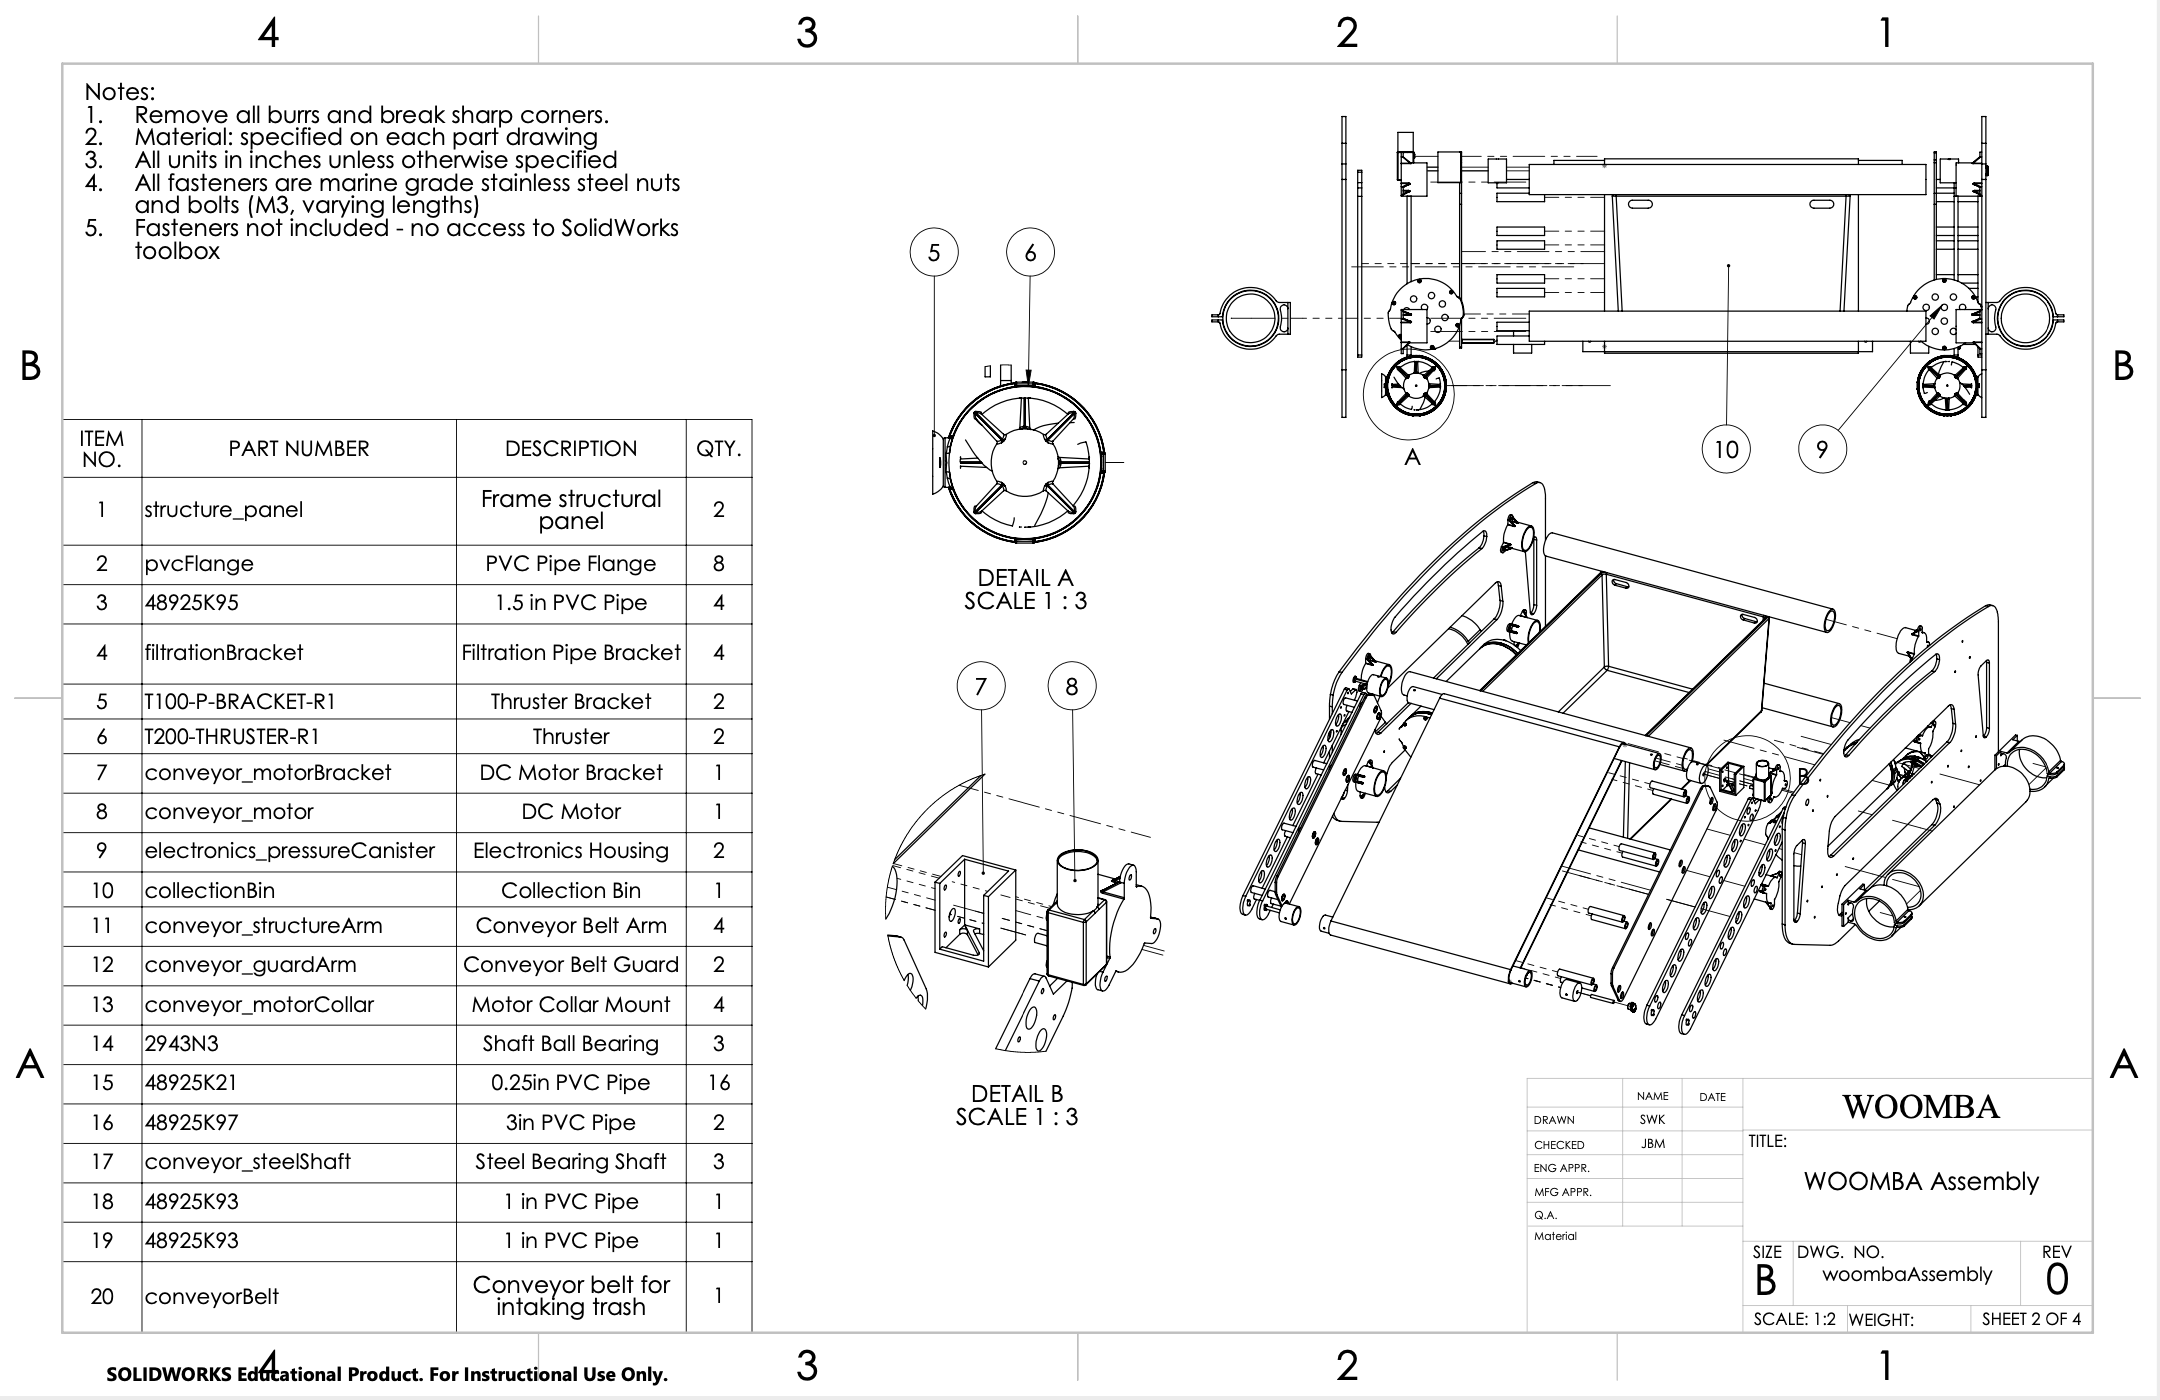 4 3 2 1
Notes:
1. Remove all burrs and break sharp corners.
2. Material: specified on each part drawing
3. All units in inches unless otherwise specified
4. All fasteners are marine grade stainless steel nuts
and bolts (M3, varying lengths)
5. Fasteners not included - no access to SolidWorks
toolbox
B
B
ITEM NO. PART NUMBER DESCRIPTION QTY.
1 structure_panel Frame structural panel 2
2 pvcFlange PVC Pipe Flange 8
3 48925K95 1.5 in PVC Pipe 4
4 filtrationBracket Filtration Pipe Bracket 4
5 T100-P-BRACKET-R1 Thruster Bracket 2
6 T200-THRUSTER-R1 Thruster 2
7 conveyor_motorBracket DC Motor Bracket 1
8 conveyor_motor DC Motor 1
9 electronics_pressureCanister Electronics Housing 2
10 collectionBin Collection Bin 1
11 conveyor_structureArm Conveyor Belt Arm 4
12 conveyor_guardArm Conveyor Belt Guard 2
13 conveyor_motorCollar Motor Collar Mount 4
14 2943N3 Shaft Ball Bearing 3
15 48925K21 0.25in PVC Pipe 16
16 48925K97 3in PVC Pipe 2
17 conveyor_steelShaft Steel Bearing Shaft 3
18 48925K93 1 in PVC Pipe 1
19 48925K93 1 in PVC Pipe 1
20 conveyorBelt Conveyor belt for intaking trash 1
5 6
DETAIL A
SCALE 1 : 3
7 8
DETAIL B
SCALE 1 : 3
A
10 9
B
A
A
NAME DATE
DRAWN SWK
CHECKED JBM
ENG APPR.
MFG APPR.
Q.A.
Material
WOOMBA
TITLE:
WOOMBA Assembly
SIZE DWG. NO. REV
B woombaAssembly 0
SCALE: 1:2 WEIGHT: SHEET 2 OF 4
4 3 2 1
SOLIDWORKS Educational Product. For Instructional Use Only.